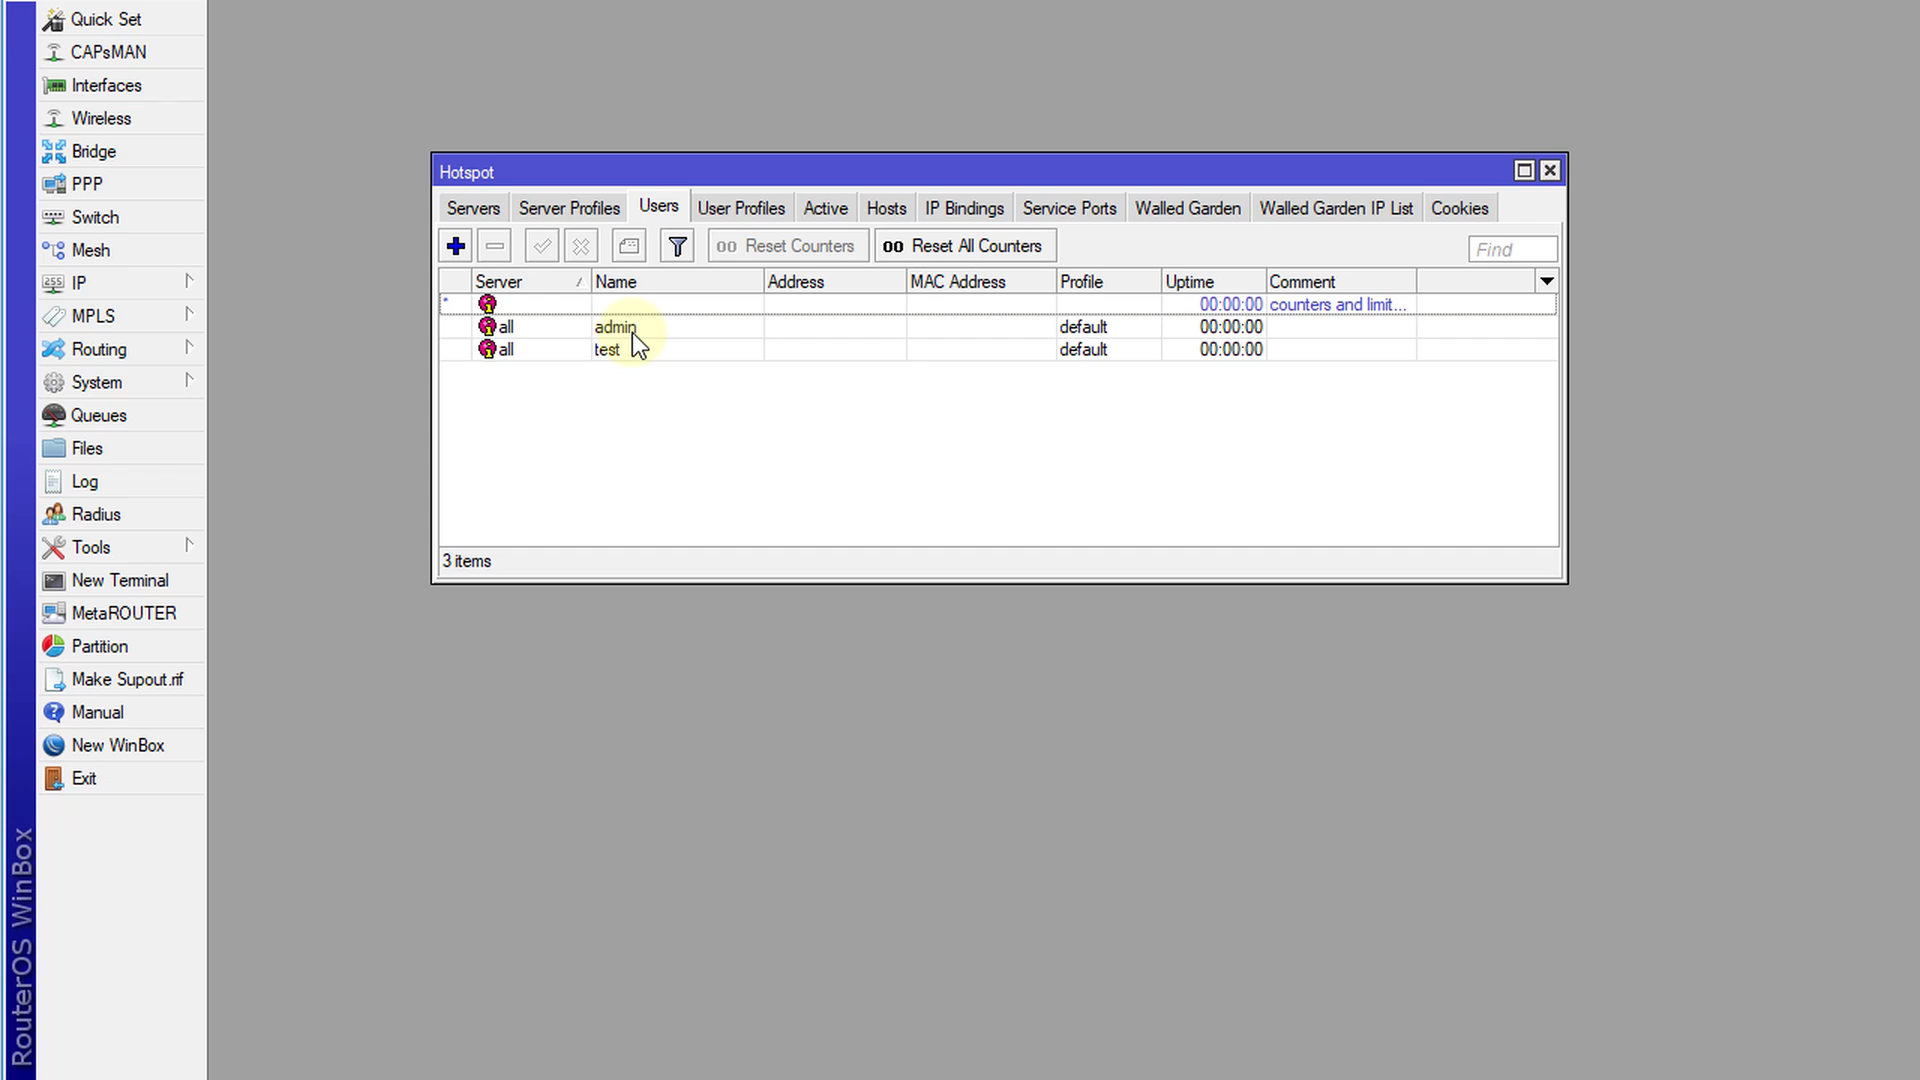 Quick Set
CAPsMAN
Interfaces
Wireless
Bridge
PPP
Switch
Mesh
IP
MPLS
Routing
System
Queues
Files
Log
Radius
Tools
New Terminal
MetaROUTER
Partition
Make Supout.rif
Manual
New WinBox
Exit
RouterOS WinBox
Hotspot
Servers Server Profiles Users User Profiles Active Hosts IP Bindings Service Ports Walled Garden Walled Garden IP List Cookies
00 Reset Counters 00 Reset All Counters Find
Server Name Address MAC Address Profile Uptime Comment
* 00:00:00 counters and limit...
all admin default 00:00:00
all test default 00:00:00
3 items